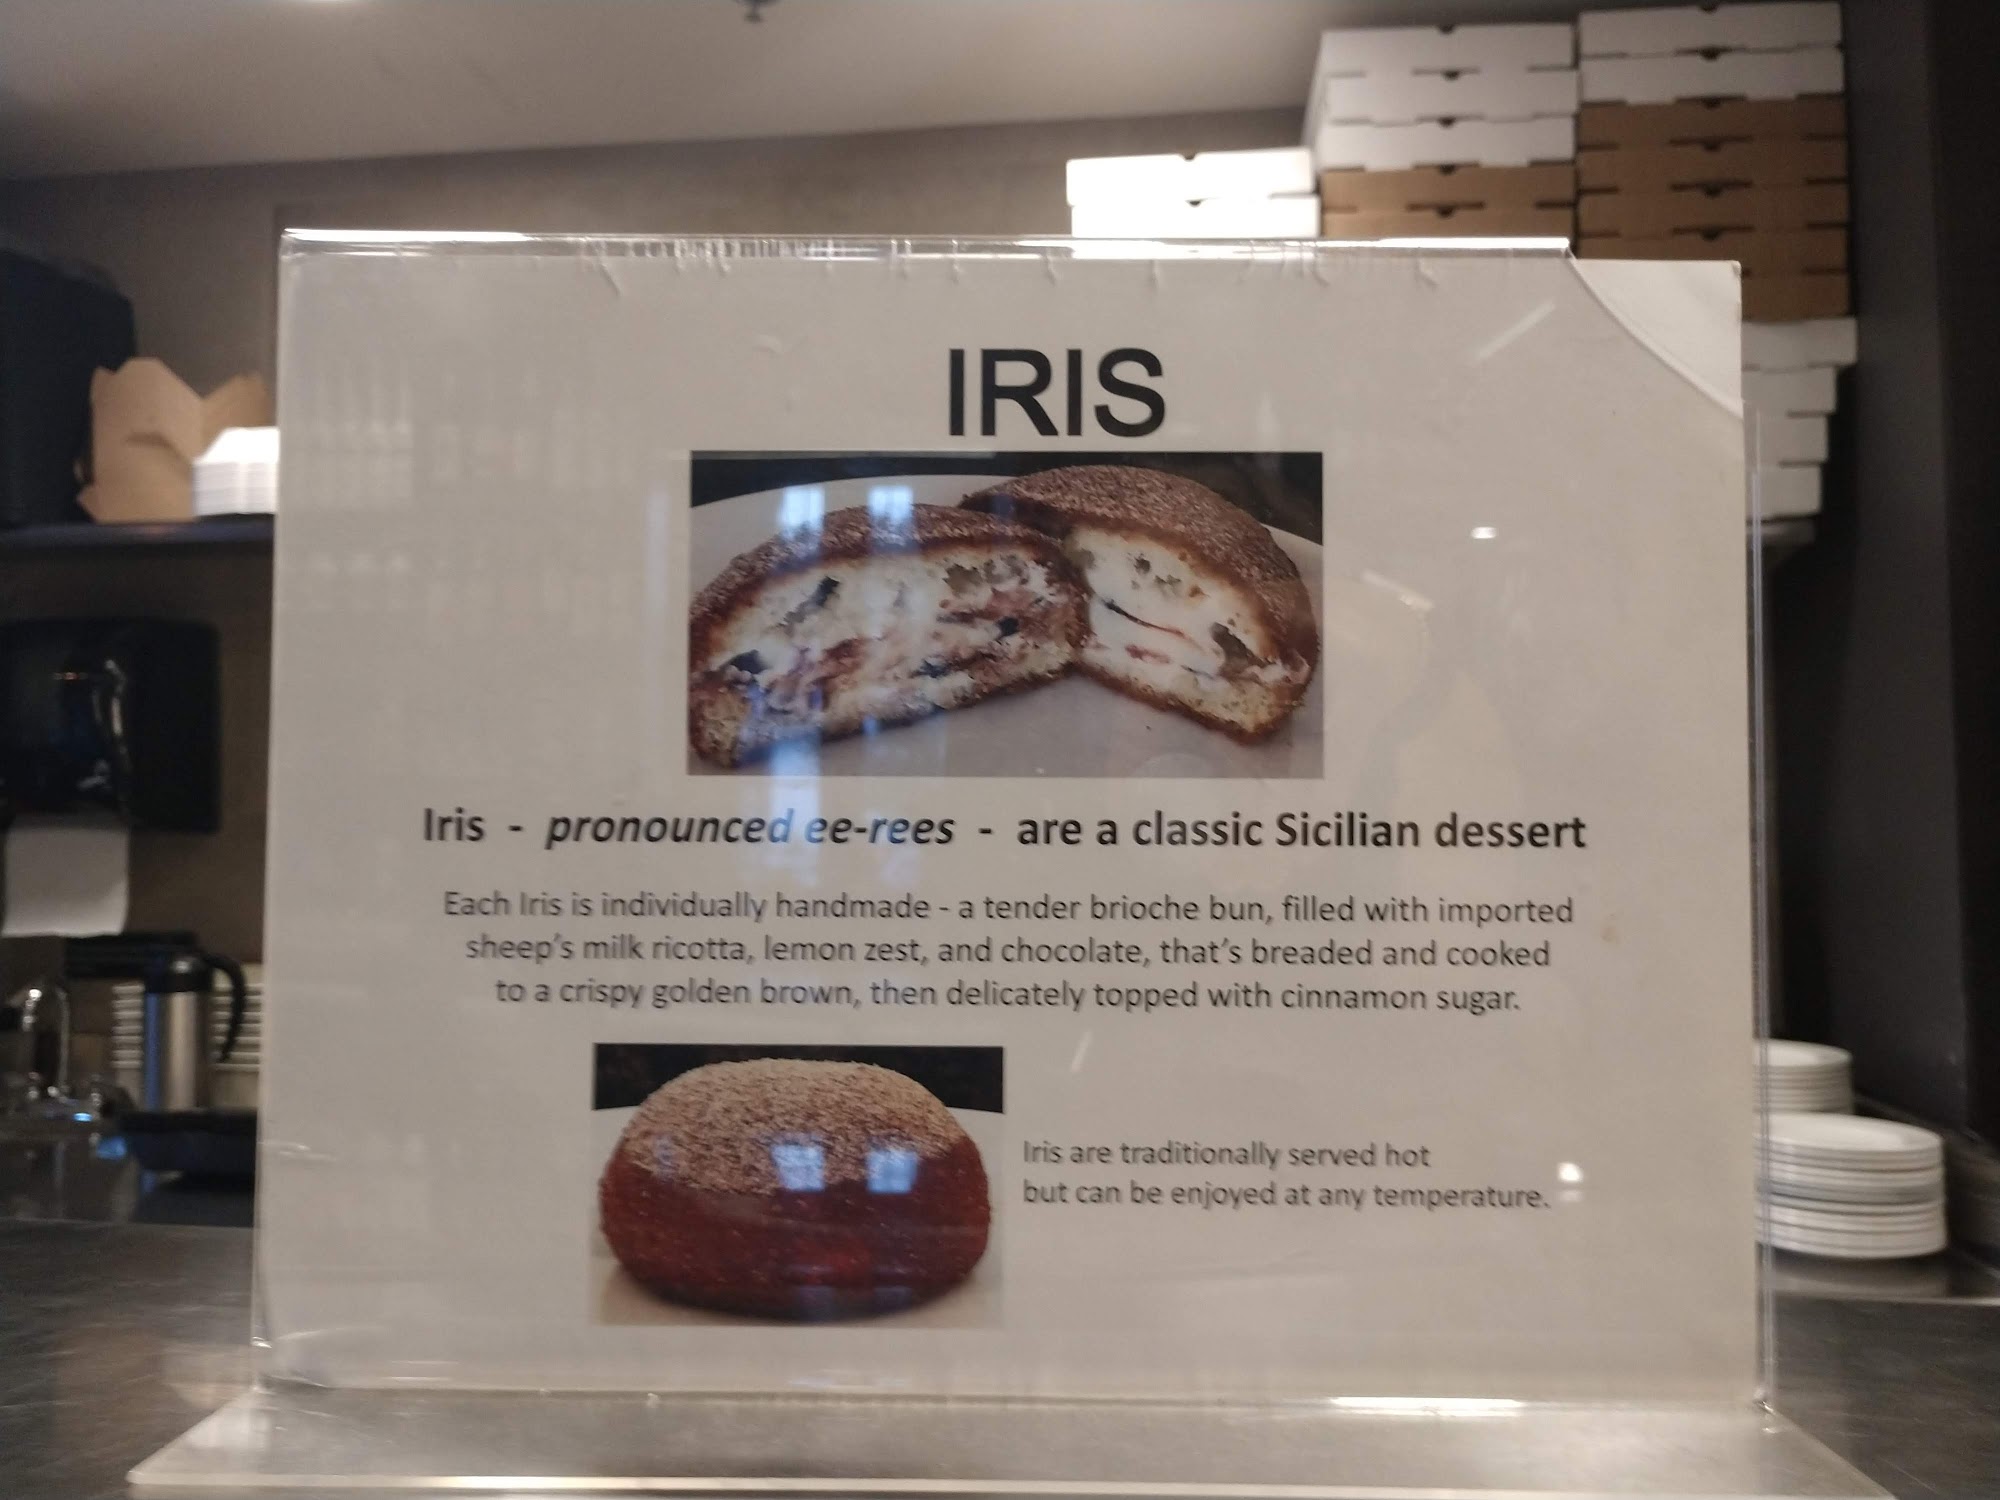 IRIS
Iris - pronounced ee-rees - are a classic Sicilian dessert
Each Iris is individually handmade - a tender brioche bun, filled with imported
sheep's milk ricotta, lemon zest, and chocolate, that's breaded and cooked
to a crispy golden brown, then delicately topped with cinnamon sugar.
Iris are traditionally served hot
but can be enjoyed at any temperature.